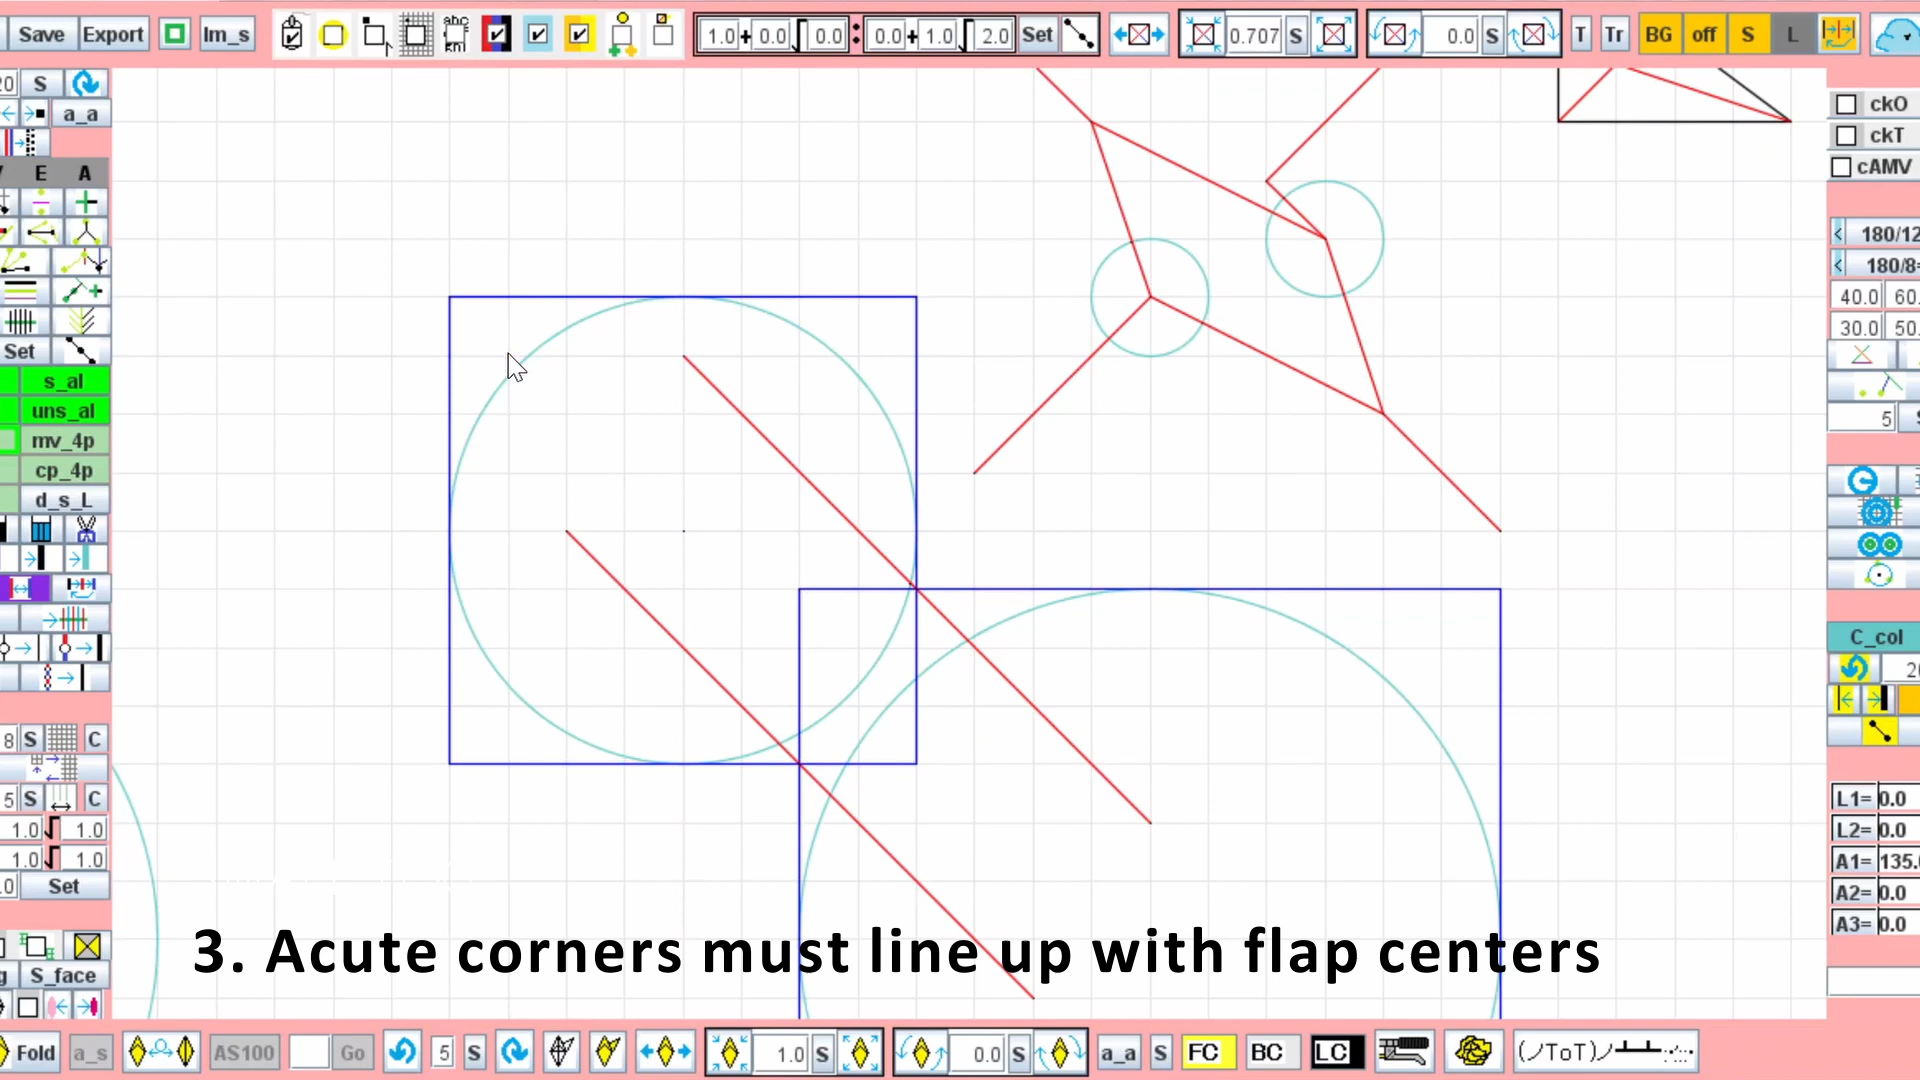 Save Export Im_s 1.0 + 0.0 √ 0.0 : 0.0 + 1.0 √ 2.0 Set 0.707 S 0.0 S T Tr BG off S L
20 S
a_a
E A
Set
s_al
uns_al
mv_4p
cp_4p
d_s_L
8 S C
5 S C
1.0 √ 1.0
1.0 √ 1.0
Set
S_face
ckO
ckT
cAMV
180/12
180/8=
40.0 60.
30.0 50.
5
C_col
L1= 0.0
L2= 0.0
A1= 135.
A2= 0.0
A3= 0.0
3. Acute corners must line up with flap centers
Fold a_s AS100 Go 5 S 1.0 S 0.0 S a_a S FC BC LC